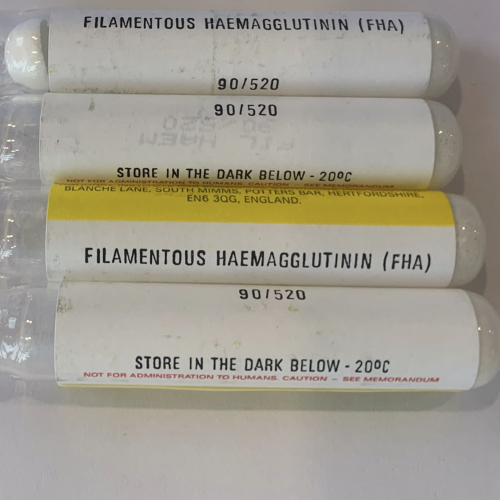 FILAMENTOUS HAEMAGGLUTININ (FHA)
90/520
90/520
STORE IN THE DARK BELOW - 20ºC
NOT FOR ADMINISTRATION TO HUMANS. CAUTION - SEE MEMORANDUM
BLANCHE LANE, SOUTH MIMMS, POTTERS BAR, HERTFORDSHIRE,
EN6 3QG, ENGLAND.
FILAMENTOUS HAEMAGGLUTININ (FHA)
90/520
STORE IN THE DARK BELOW - 20ºC
NOT FOR ADMINISTRATION TO HUMANS. CAUTION - SEE MEMORANDUM